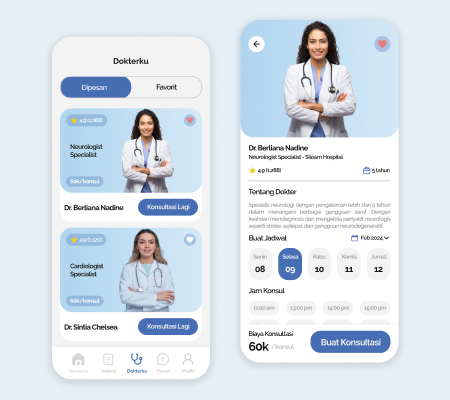 Dokterku
Dipesan
Favorit
4.9 (1,288)
Neurologist
Specialist
60k/konsul
Dr. Berliana Nadine
Konsultasi Lagi
4.9 (1,125)
Cardiologist
Specialist
60k/konsul
Dr. Sintia Chelsea
Konsultasi Lagi
Beranda
Jadwal
Dokterku
Pesan
Profil
Dr. Berliana Nadine
Neurologist Specialist - Siloam Hospital
4.9 (1,288)
5 tahun
Tentang Dokter
Spesialis neurologi dengan pengalaman lebih dari 5 tahun
dalam menangani berbagai gangguan saraf. Dengan
keahlian mendiagnosis dan mengelola penyakit neurologis
seperti stroke, epilepsi, dan gangguan neurodegeneratif.
Buat Jadwal
Feb 2024
Senin
08
Selasa
09
Rabu
10
Kamis
11
Jumat
12
Jam Konsul
11:00 am
13:00 pm
14:00 pm
15:00 pm
Biaya Konsultasi
60k /konsul
Buat Konsultasi